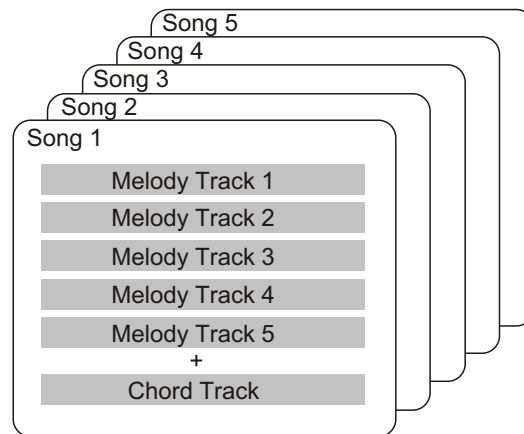 Song 5
Song 4
Song 3
Song 2
Song 1
Melody Track 1
Melody Track 2
Melody Track 3
Melody Track 4
Melody Track 5
+
Chord Track